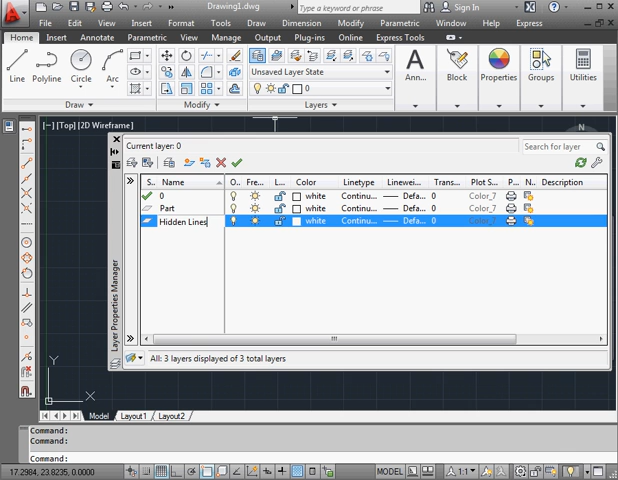 Drawing1.dwg
Type a keyword or phrase
File Edit View Insert Format Tools Draw Dimension Modify Parametric Window Help Express
Home Insert Annotate Parametric View Manage Output Plug-ins Online Express Tools
Line Polyline Circle Arc
Unsaved Layer State
0
Ann... Block Properties Groups Utilities
Draw Modify Layers
[−] [Top] [2D Wireframe]
N
Current layer: 0
Search for layer
S.. Name O.. Fre... L... Color Linetype Linewei... Trans... Plot S... P... N.. Description
0 white Continu... Defa... 0 Color_7
Part white Continu... Defa... 0 Color_7
Hidden Lines white Continu... Defa... 0 Color_7
Layer Properties Manager
All: 3 layers displayed of 3 total layers
Y
X
Model Layout1 Layout2
Command:
Command:
Command:
17.2984, 23.8235, 0.0000 MODEL 1:1